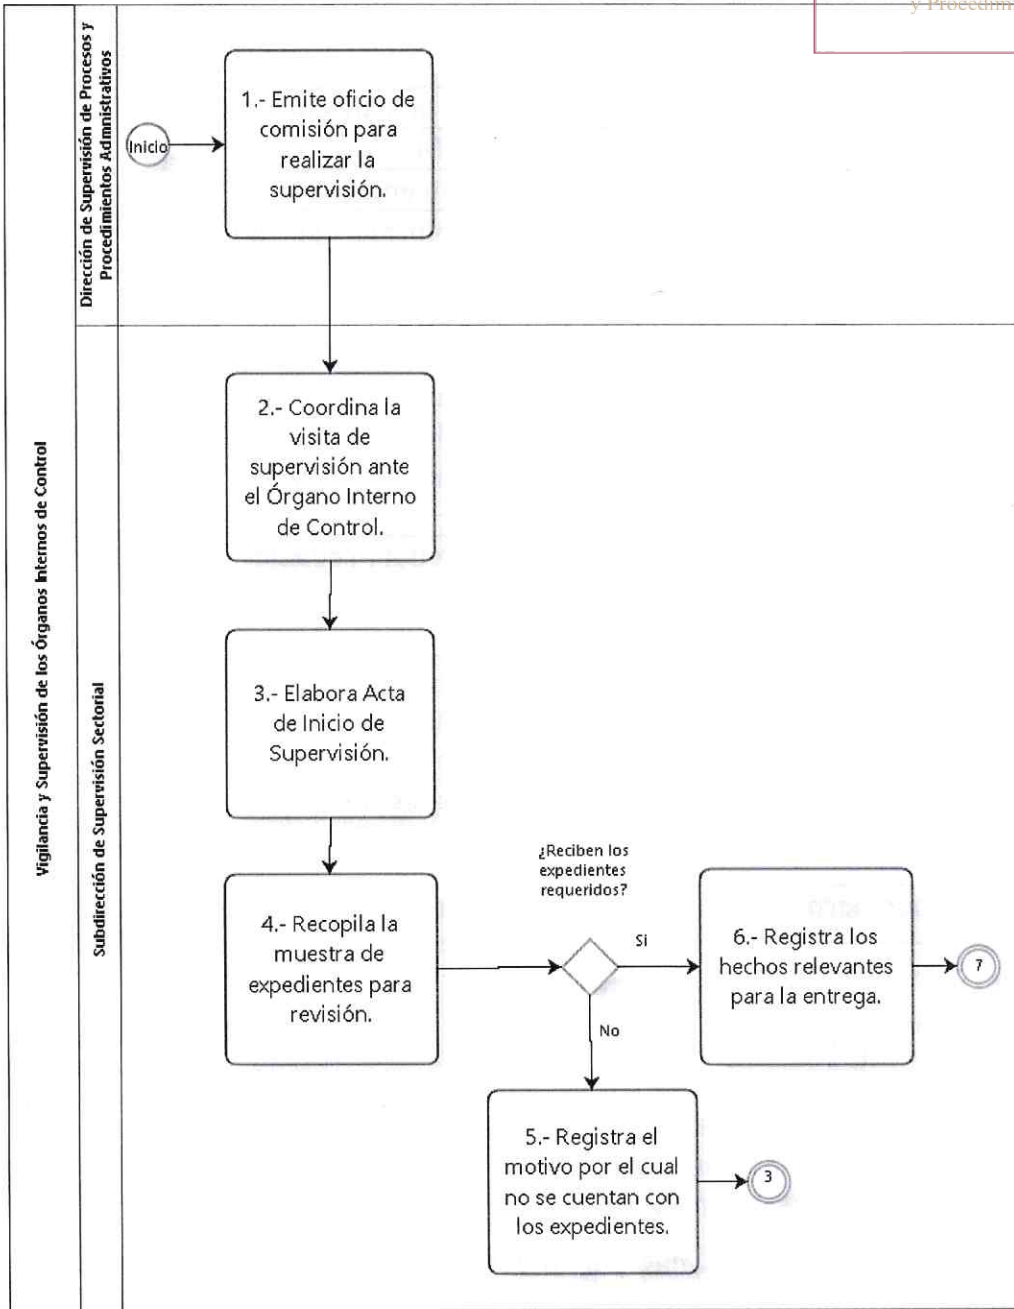 y Procedim
Vigilancia y Supervisión de los Órganos Internos de Control
Dirección de Supervisión de Procesos y
Procedimientos Admnistrativos
Inicio
1.- Emite oficio de
comisión para
realizar la
supervisión.
Subdirección de Supervisión Sectorial
2.- Coordina la
visita de
supervisión ante
el Órgano Interno
de Control.
3.- Elabora Acta
de Inicio de
Supervisión.
4.- Recopila la
muestra de
expedientes para
revisión.
¿Reciben los
expedientes
requeridos?
Si
No
6.- Registra los
hechos relevantes
para la entrega.
7
5.- Registra el
motivo por el cual
no se cuentan con
los expedientes.
3